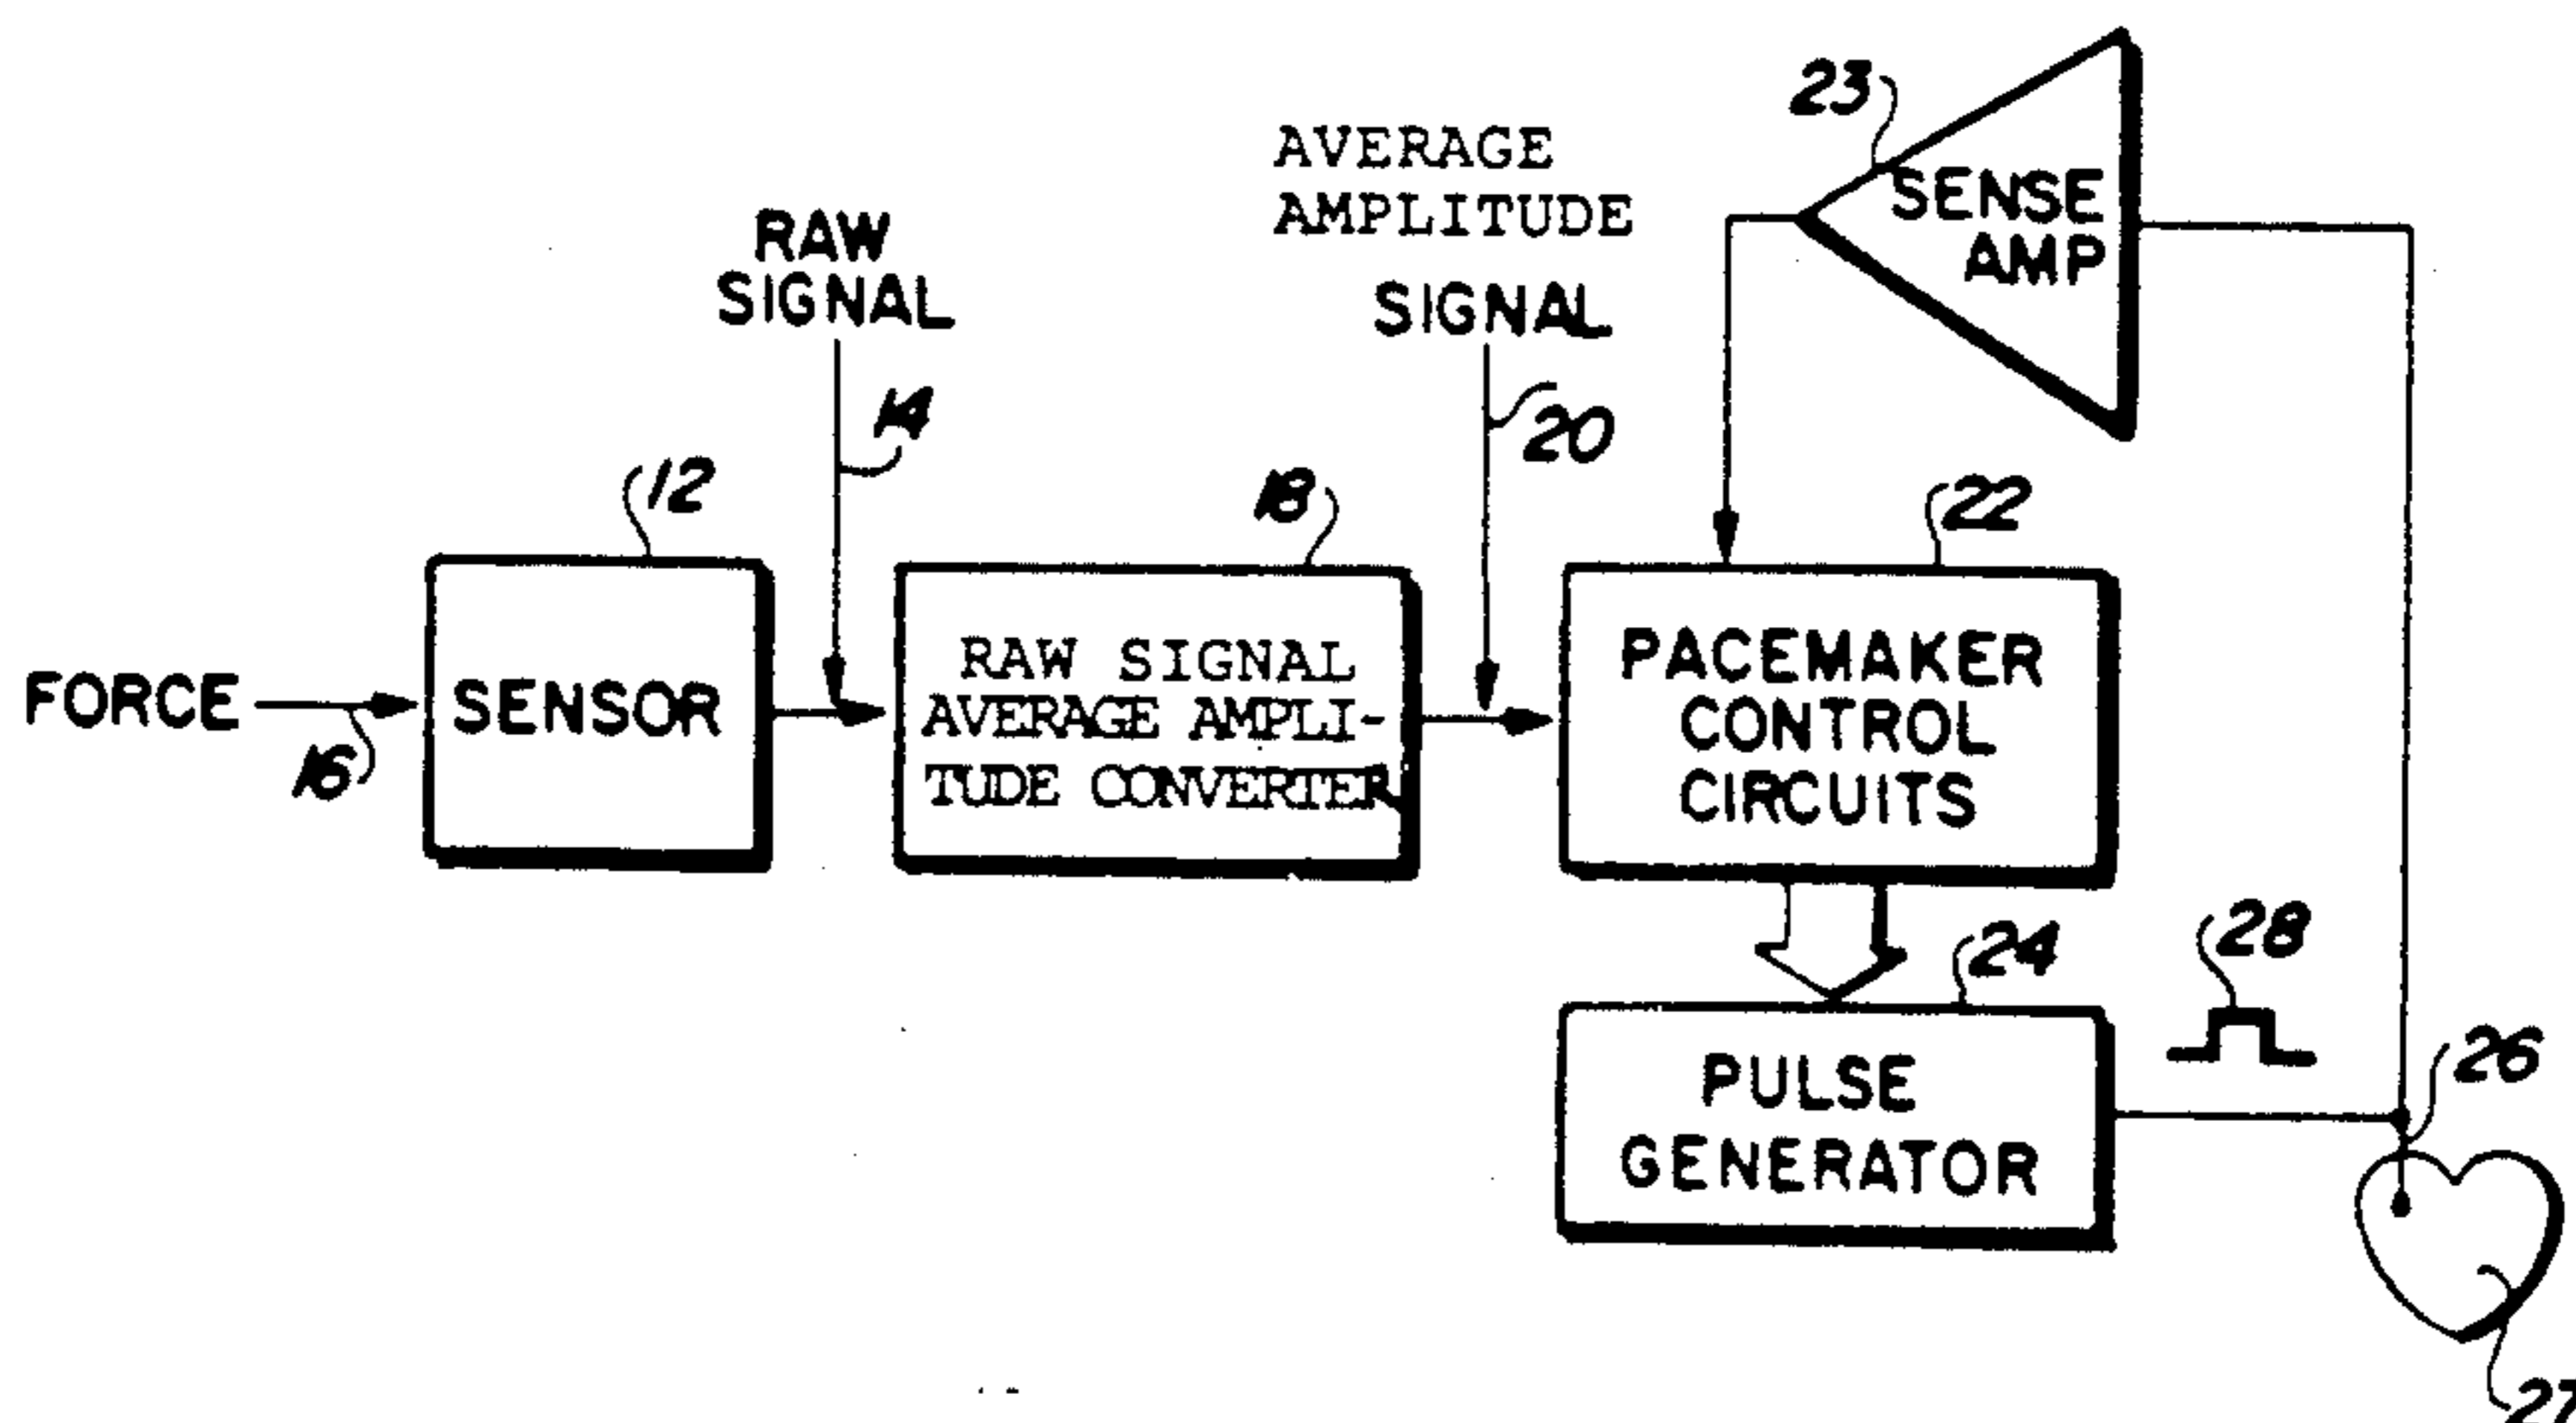 23
AVERAGE
AMPLITUDE
SIGNAL
SENSE
AMP
RAW
SIGNAL
14
20
12
18
22
FORCE
16
SENSOR
RAW SIGNAL
AVERAGE AMPLI-
TUDE CONVERTER
PACEMAKER
CONTROL
CIRCUITS
24
28
PULSE
GENERATOR
26
27